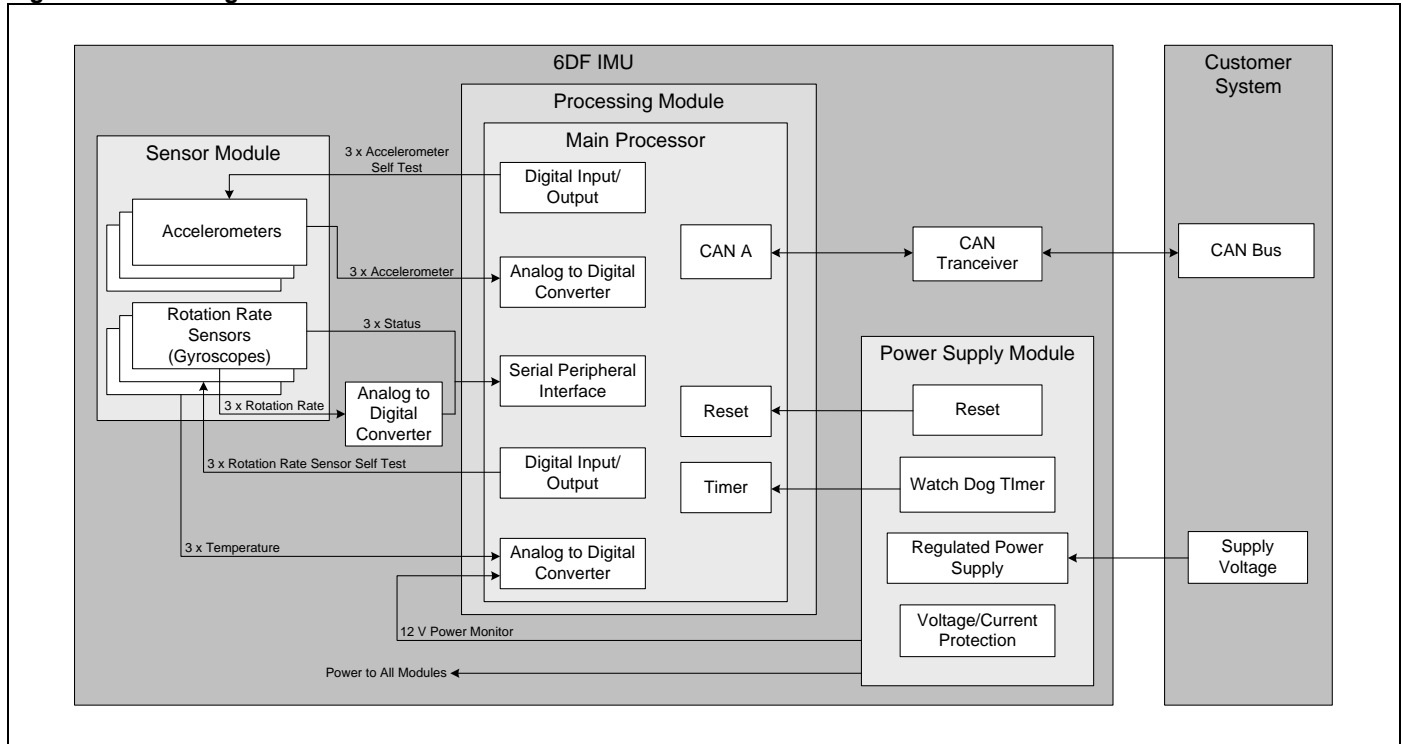 6DF IMU
Customer
System
Processing Module
Main Processor
Sensor Module
3 x Accelerometer
Self Test
Digital Input/
Output
Accelerometers
CAN A
CAN
Tranceiver
CAN Bus
3 x Accelerometer
Analog to Digital
Converter
Rotation Rate
Sensors
(Gyroscopes)
3 x Status
Serial Peripheral
Interface
Power Supply Module
3 x Rotation Rate
Analog to
Digital
Converter
Reset
Reset
3 x Rotation Rate Sensor Self Test
Digital Input/
Output
Timer
Watch Dog TImer
3 x Temperature
Analog to Digital
Converter
Regulated Power
Supply
Supply
Voltage
12 V Power Monitor
Voltage/Current
Protection
Power to All Modules